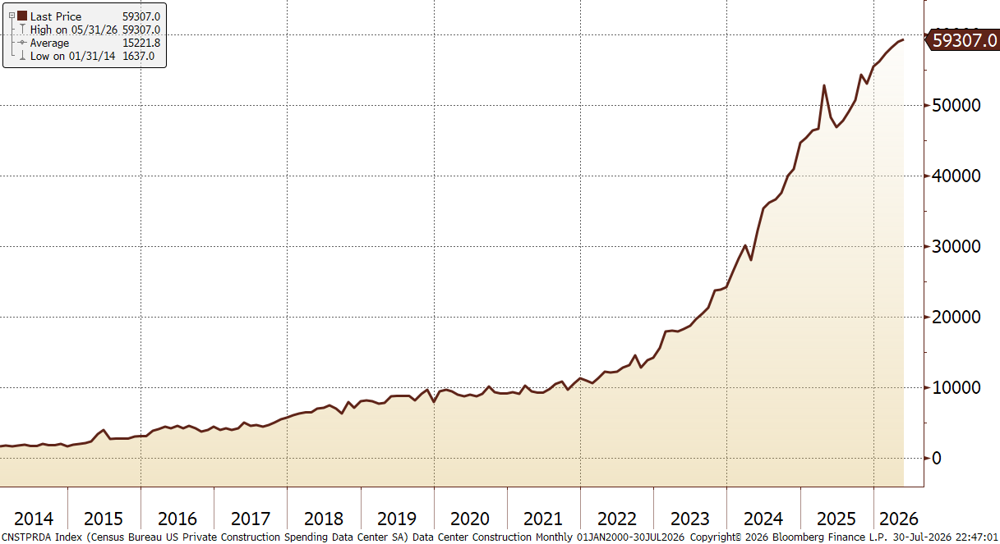 Last Price 59307.0
High on 05/31/26 59307.0
Average 15221.8
Low on 01/31/14 1637.0
59307.0
50000
40000
30000
20000
10000
0
2014 2015 2016 2017 2018 2019 2020 2021 2022 2023 2024 2025 2026
CNSTPRDA Index (Census Bureau US Private Construction Spending Data Center SA) Data Center Construction Monthly 01JAN2000-30JUL2026 Copyright© 2026 Bloomberg Finance L.P. 30-Jul-2026 22:47:01